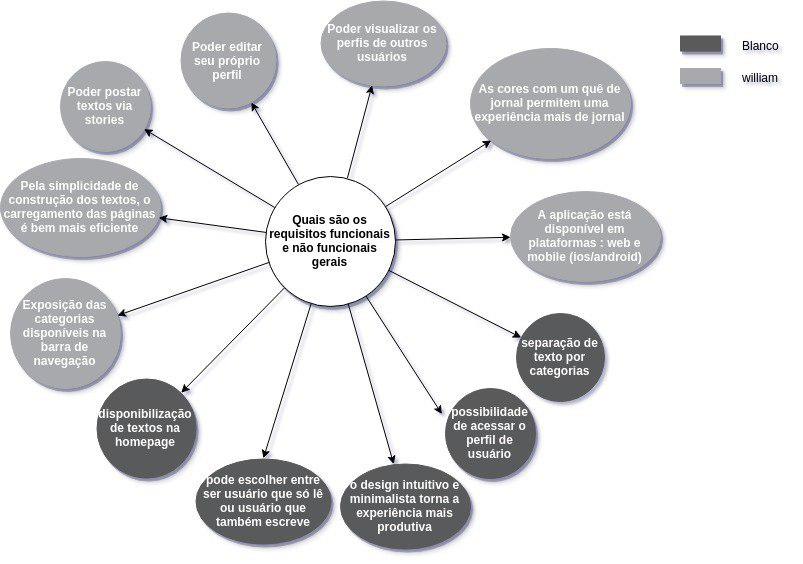 Poder visualizar os
perfis de outros
usuários
Blanco
william
Poder editar
seu próprio
perfil
Poder postar
textos via
stories
As cores com um quê de
jornal permitem uma
experiência mais de jornal
Pela simplicidade de
construção dos textos, o
carregamento das páginas
é bem mais eficiente
Quais são os
requisitos funcionais
e não funcionais
gerais
A aplicação está
disponível em
plataformas : web e
mobile (ios/android)
Exposição das
categorias
disponíveis na
barra de
navegação
separação de
texto por
categorias
disponibilização
de textos na
homepage
possibilidade
de acessar o
perfil de
usuário
pode escolher entre
ser usuário que só lê
ou usuário que
também escreve
o design intuitivo e
minimalista torna a
experiência mais
produtiva